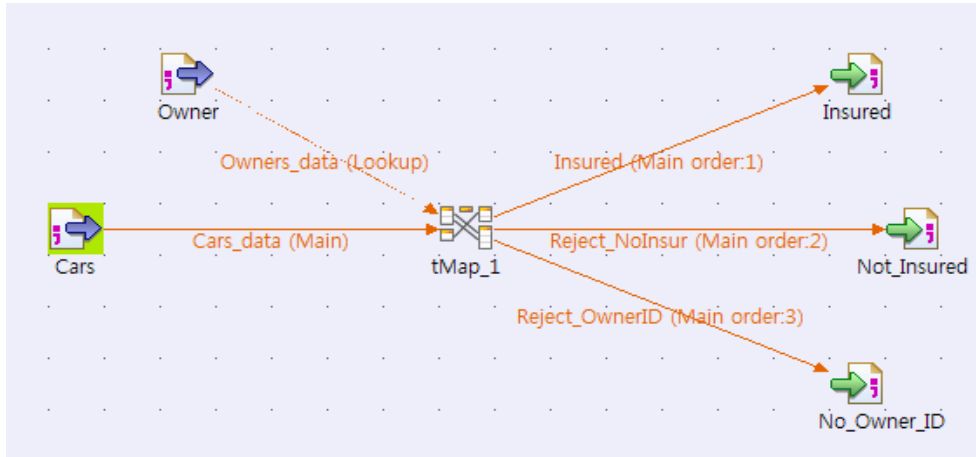 Owner
Insured
Owners_data (Lookup)
Insured (Main order:1)
Cars_data (Main)
Reject_NoInsur (Main order:2)
Cars
tMap_1
Not_Insured
Reject_OwnerID (Main order:3)
No_Owner_ID